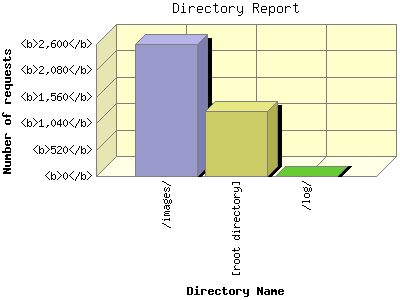 Directory Report
Number of requests
<b>2,600</b>
<b>2,080</b>
<b>1,560</b>
<b>1,040</b>
<b>520</b>
<b>0</b>
/images/
[root directory]
/log/
Directory Name